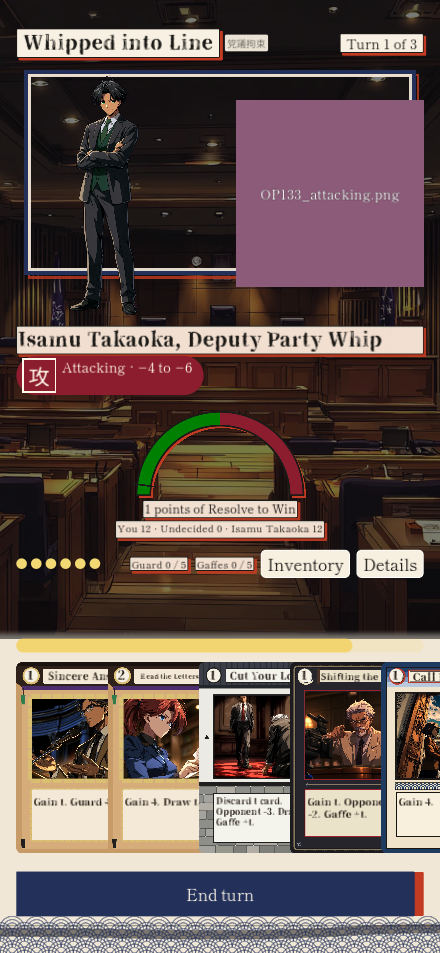 Whipped into Line
党議拘束
Turn 1 of 3
OP133_attacking.png
Isamu Takaoka, Deputy Party Whip
攻
Attacking · −4 to −6
1 points of Resolve to Win
You 12 · Undecided 0 · Isamu Takaoka 12
Guard 0 / 5
Gaffes 0 / 5
Inventory
Details
1
Sincere An
Gain 1. Guard
2
Read the Letters
Gain 4. Draw 1
1
Cut Your Lo
Discard 1 card.
Opponent -3. Dr
Gaffe +1.
1
Shifting the
Gain 1. Oppone
-2. Gaffe +1.
1
Call
Gain 4.
End turn